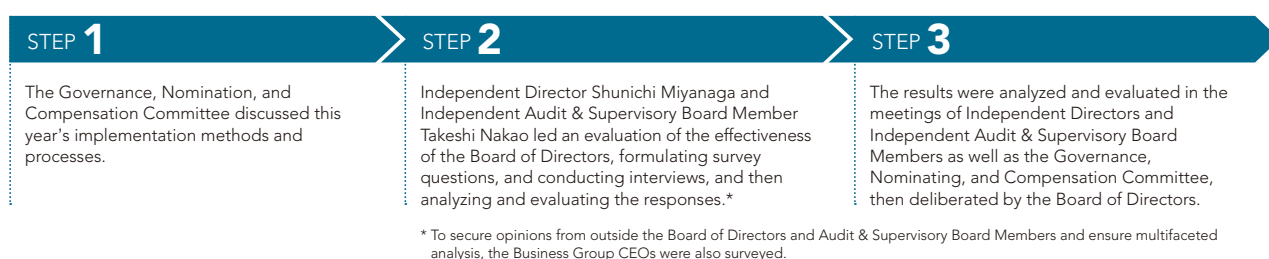 STEP 1
The Governance, Nomination, and
Compensation Committee discussed this
year's implementation methods and
processes.
STEP 2
Independent Director Shunichi Miyanaga and
Independent Audit & Supervisory Board Member
Takeshi Nakao led an evaluation of the effectiveness
of the Board of Directors, formulating survey
questions, and conducting interviews, and then
analyzing and evaluating the responses.*
STEP 3
The results were analyzed and evaluated in the
meetings of Independent Directors and
Independent Audit & Supervisory Board
Members as well as the Governance,
Nominating, and Compensation Committee,
then deliberated by the Board of Directors.
* To secure opinions from outside the Board of Directors and Audit & Supervisory Board Members and ensure multifaceted
analysis, the Business Group CEOs were also surveyed.